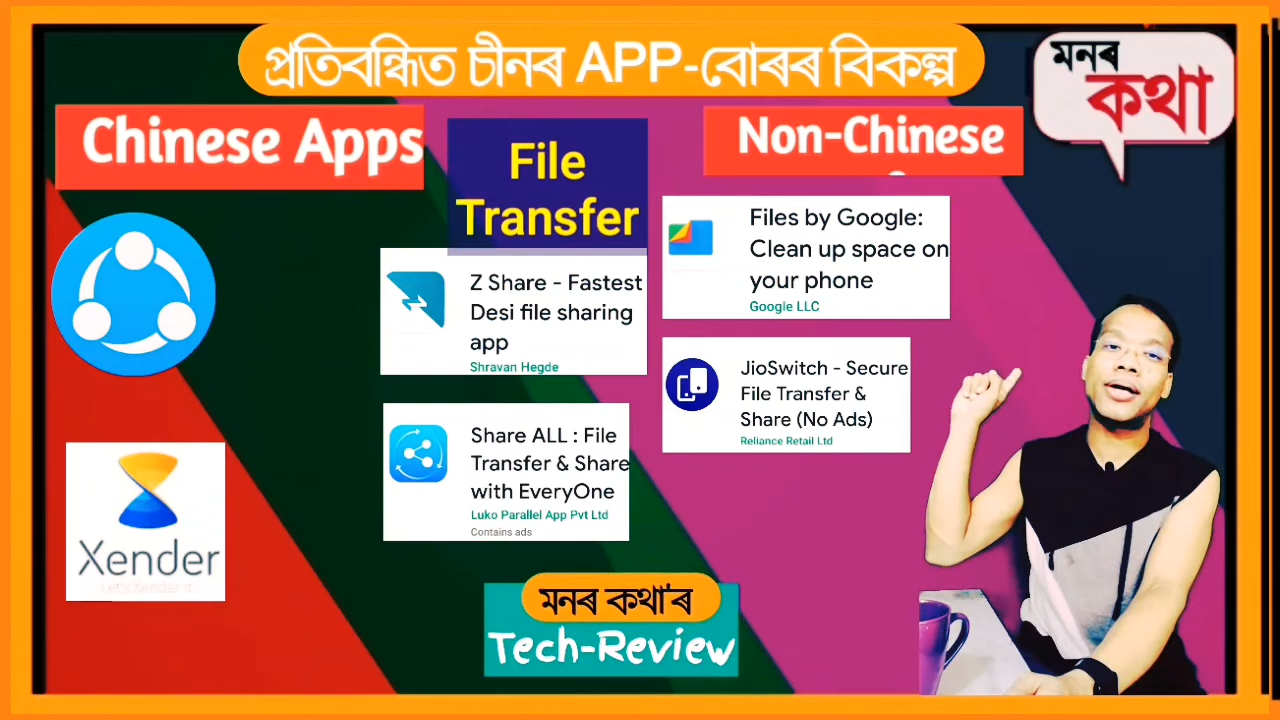 প্ৰতিবন্ধিত চীনৰ APP-বোৰৰ বিকল্প
মনৰ
কথা
Chinese Apps
File
Transfer
Non-Chinese
Z Share - Fastest
Desi file sharing
app
Shravan Hegde
Files by Google:
Clean up space on
your phone
Google LLC
JioSwitch - Secure
File Transfer &
Share (No Ads)
Reliance Retail Ltd
Share ALL : File
Transfer & Share
with EveryOne
Luko Parallel App Pvt Ltd
Contains ads
Xender
Let's Xender it
মনৰ কথা'ৰ
Tech-Review